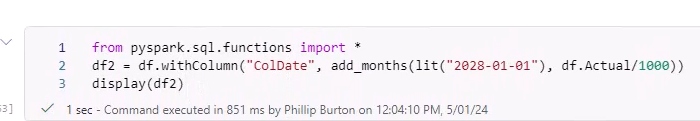 1 from pyspark.sql.functions import *
2 df2 = df.withColumn("ColDate", add_months(lit("2028-01-01"), df.Actual/1000))
3 display(df2)
3] ✓ 1 sec - Command executed in 851 ms by Phillip Burton on 12:04:10 PM, 5/01/24